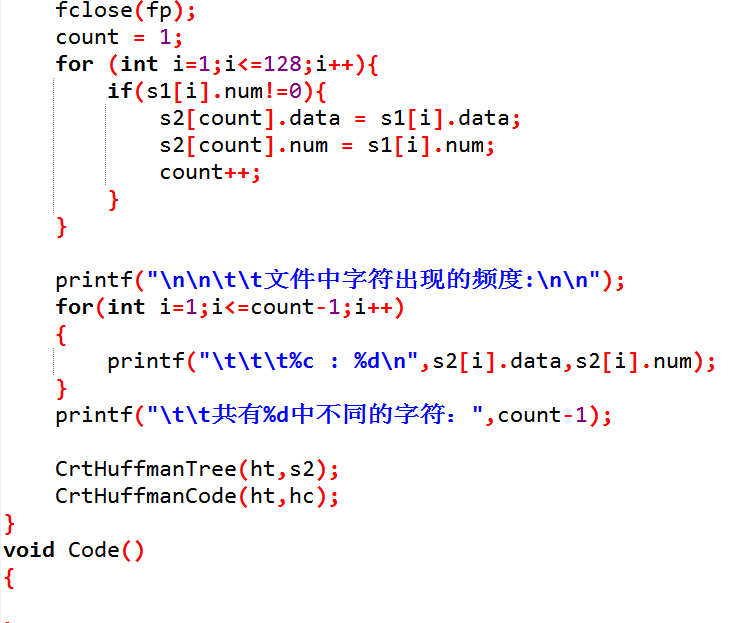 fclose(fp);
count = 1;
for (int i=1;i<=128;i++){
if(s1[i].num!=0){
s2[count].data = s1[i].data;
s2[count].num = s1[i].num;
count++;
}
}
printf("\n\n\t\t文件中字符出现的频度:\n\n");
for(int i=1;i<=count-1;i++)
{
printf("\t\t\t%c : %d\n",s2[i].data,s2[i].num);
}
printf("\t\t共有%d中不同的字符：",count-1);
CrtHuffmanTree(ht,s2);
CrtHuffmanCode(ht,hc);
}
void Code()
{